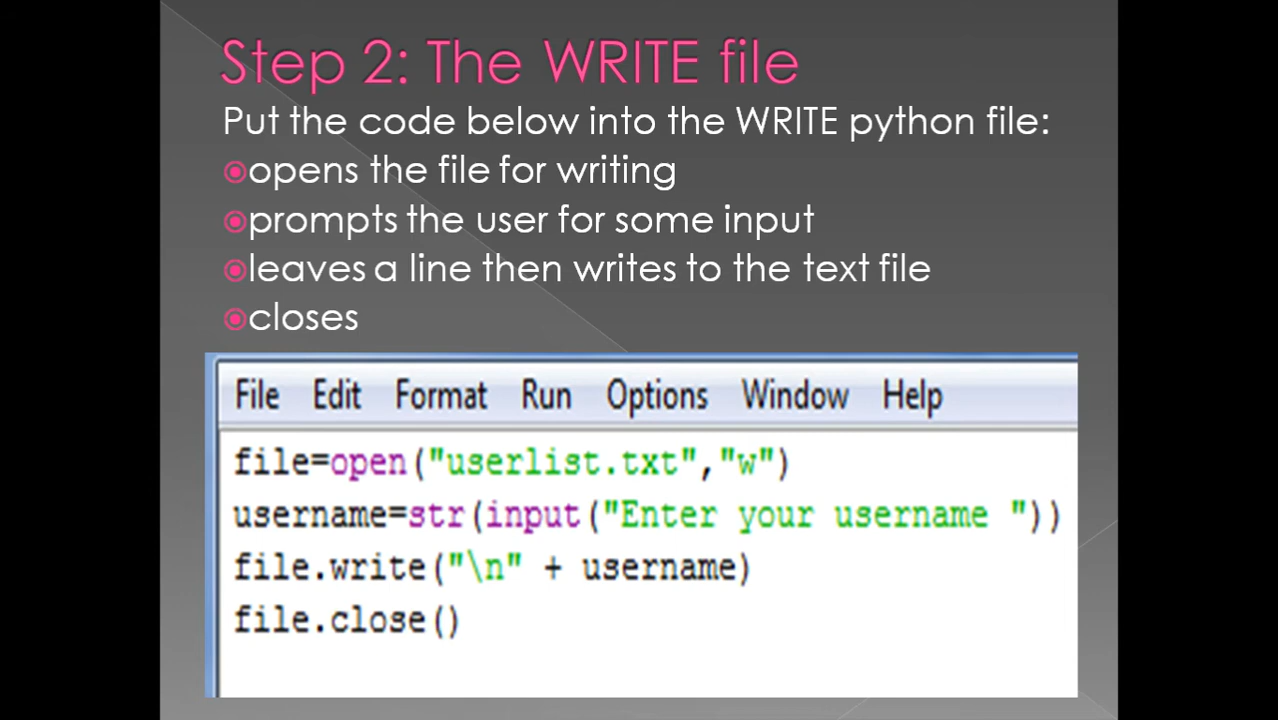 Step 2: The WRITE file
Put the code below into the WRITE python file:
opens the file for writing
prompts the user for some input
leaves a line then writes to the text file
closes
File Edit Format Run Options Window Help
file=open("userlist.txt","w")
username=str(input("Enter your username "))
file.write("\n" + username)
file.close()